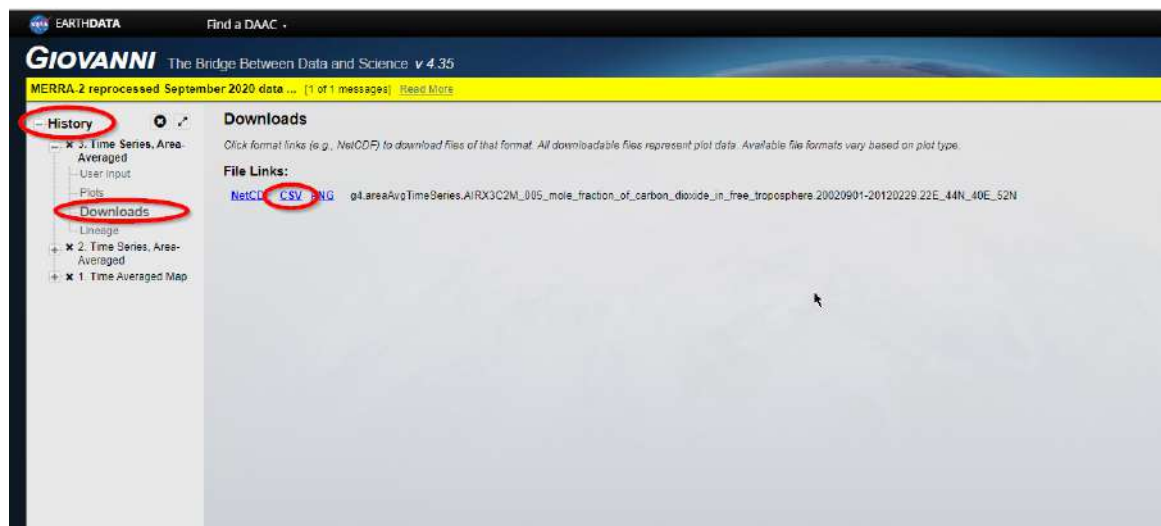 EARTHDATA Find a DAAC
GIOVANNI The Bridge Between Data and Science v 4.35
MERRA-2 reprocessed September 2020 data ... [1 of 1 messages] Read More
History
3. Time Series, Area-
Averaged
User Input
Plots
Downloads
Lineage
2. Time Series, Area-
Averaged
1. Time Averaged Map
Downloads
Click format links (e.g., NetCDF) to download files of that format. All downloadable files represent plot data. Available file formats vary based on plot type.
File Links:
NetCDF CSV PNG g4.areaAvgTimeSeries.AIRX3C2M_005_mole_fraction_of_carbon_dioxide_in_free_troposphere.20020901-20120229.22E_44N_40E_52N